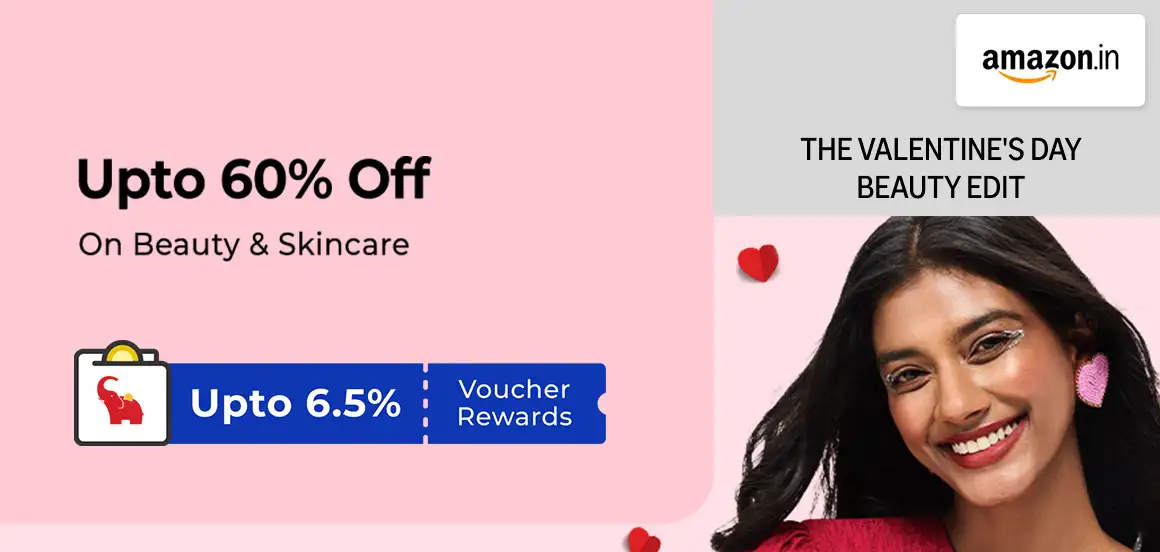 Upto 60% Off
On Beauty & Skincare
Upto 6.5%
Voucher
Rewards
amazon.in
THE VALENTINE'S DAY
BEAUTY EDIT